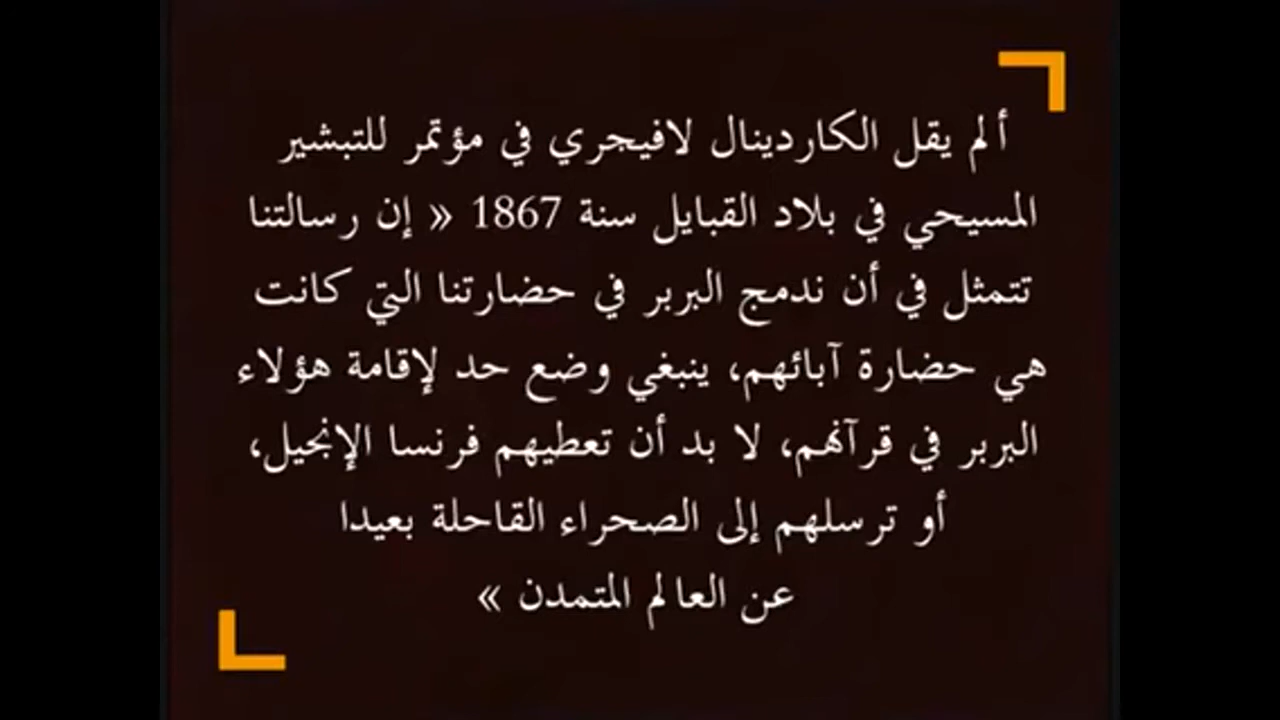 ألم يقل الكاردينال لافيجري في مؤتمر للتبشير
المسيحي في بلاد القبايل سنة 1867 « إن رسالتنا
تتمثل في أن ندمج البربر في حضارتنا التي كانت
هي حضارة آبائهم، ينبغي وضع حد لإقامة هؤلاء
البربر في قرآنهم، لا بد أن تعطيهم فرنسا الإنجيل،
أو ترسلهم إلى الصحراء القاحلة بعيدا
عن العالم المتمدن »